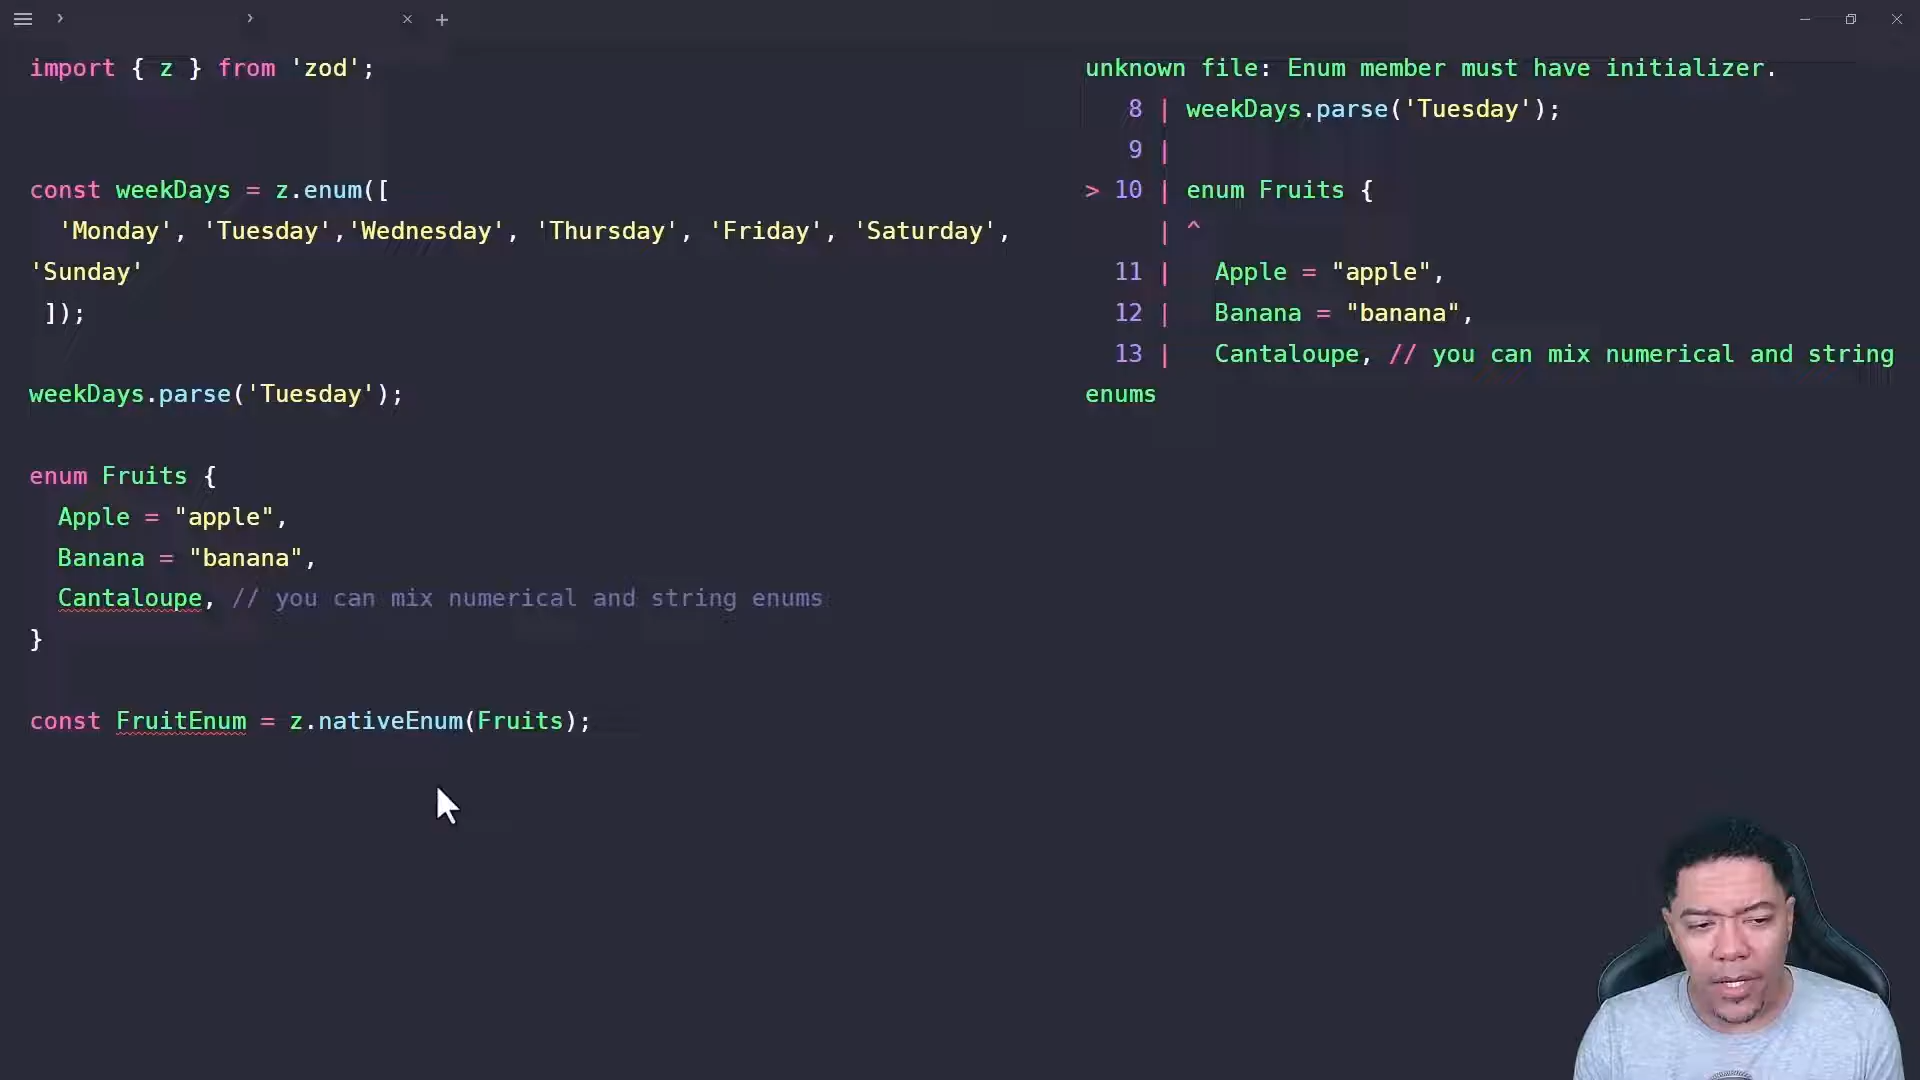 import { z } from 'zod';
const weekDays = z.enum([
'Monday', 'Tuesday','Wednesday', 'Thursday', 'Friday', 'Saturday',
'Sunday'
]);
weekDays.parse('Tuesday');
enum Fruits {
Apple = "apple",
Banana = "banana",
Cantaloupe, // you can mix numerical and string enums
}
const FruitEnum = z.nativeEnum(Fruits);
unknown file: Enum member must have initializer.
8 | weekDays.parse('Tuesday');
9 |
> 10 | enum Fruits {
| ^
11 | Apple = "apple",
12 | Banana = "banana",
13 | Cantaloupe, // you can mix numerical and string
enums